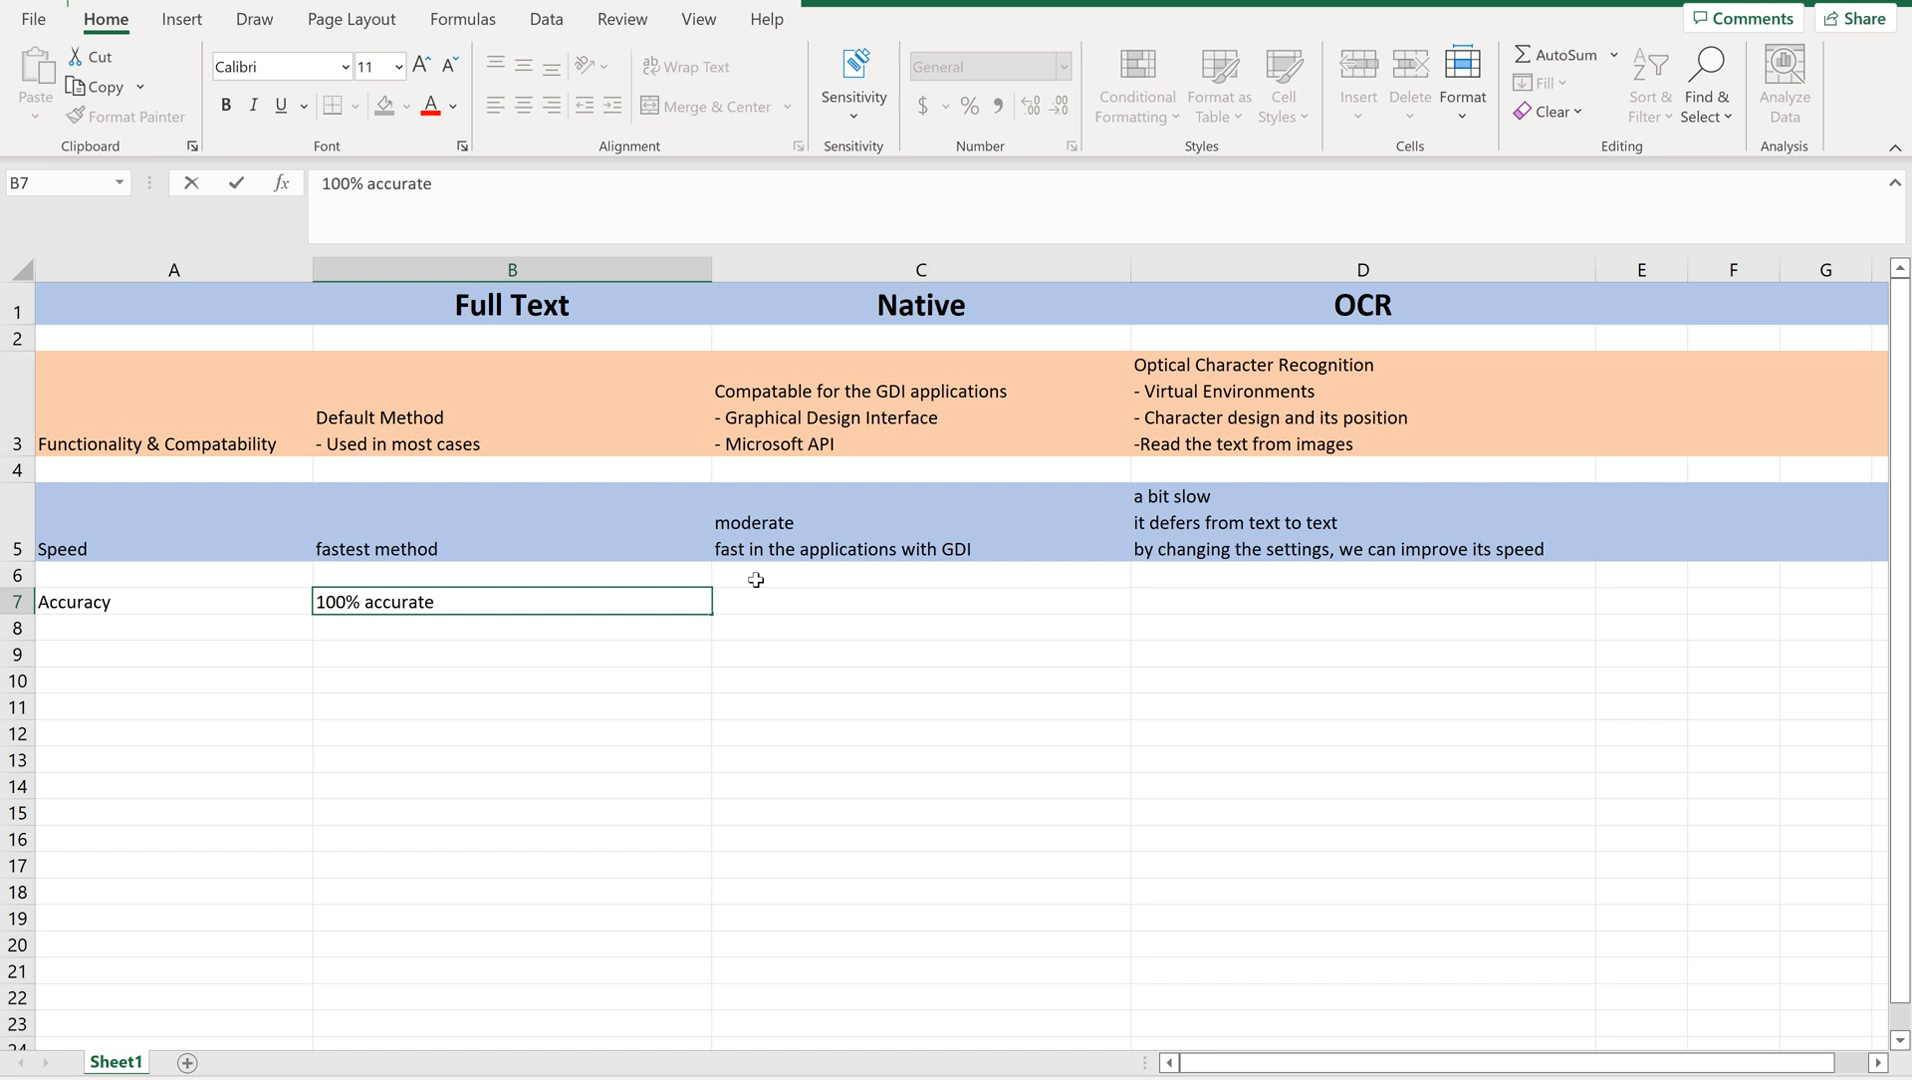 File Home Insert Draw Page Layout Formulas Data Review View Help Comments Share
Cut
Copy
Format Painter
Paste
Clipboard
Calibri 11 A A
B I U A
Font
ab Wrap Text
Merge & Center
Alignment
Sensitivity
Sensitivity
General
$ % 9 .00 .00
Number
Conditional Formatting
Format as Table
Cell Styles
Styles
Insert Delete Format
Cells
AutoSum
Fill
Clear
Sort & Filter
Find & Select
Editing
Analyze Data
Analysis
B7 fx 100% accurate
A B C D E F G
1 Full Text Native OCR
2
Optical Character Recognition
Compatable for the GDI applications - Virtual Environments
Default Method - Graphical Design Interface - Character design and its position
3 Functionality & Compatability - Used in most cases - Microsoft API -Read the text from images
4
a bit slow
moderate it defers from text to text
5 Speed fastest method fast in the applications with GDI by changing the settings, we can improve its speed
6
7 Accuracy 100% accurate
8
9
10
11
12
13
14
15
16
17
18
19
20
21
22
23
Sheet1